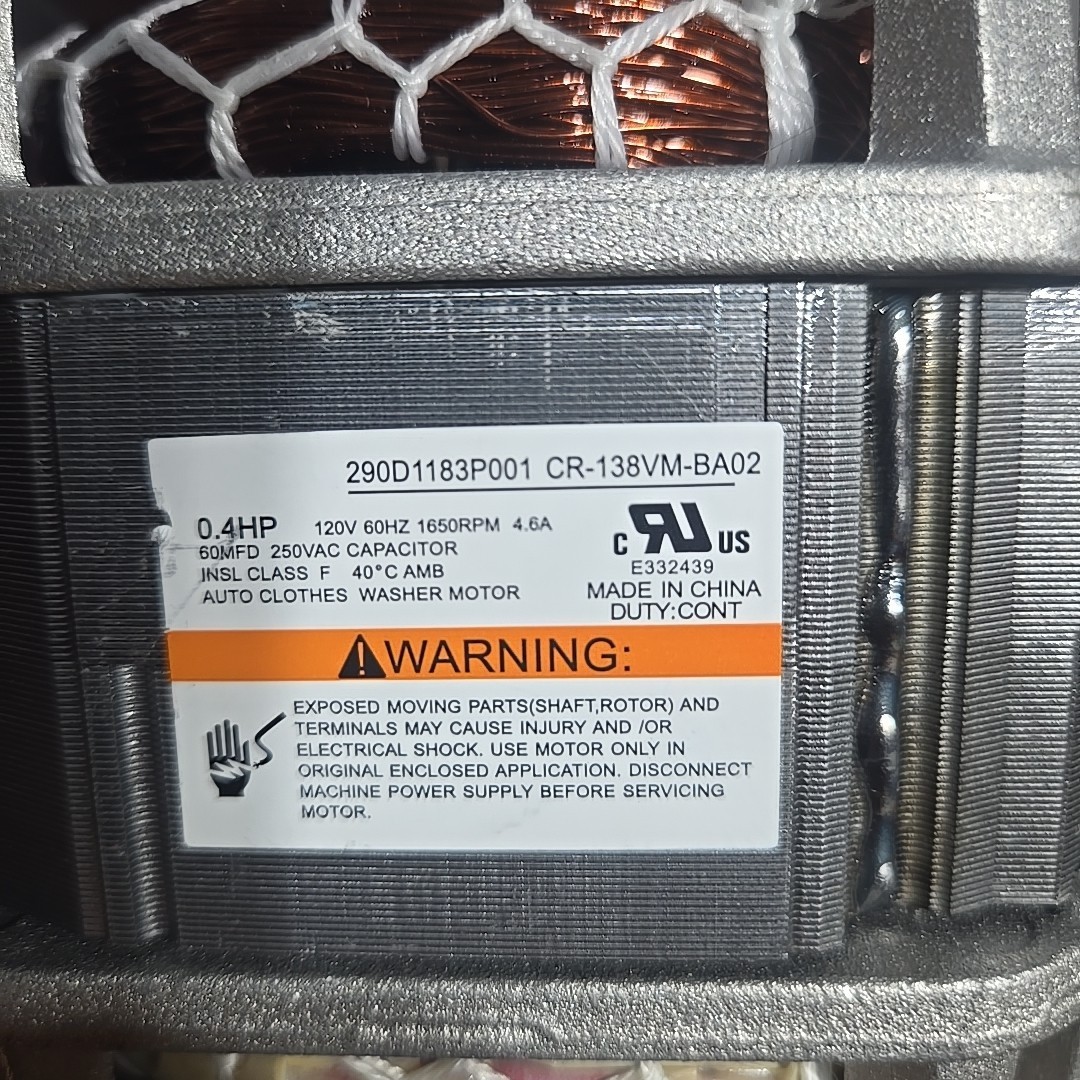 290D1183P001 CR-138VM-BA02
0.4HP 120V 60HZ 1650RPM 4.6A
60MFD 250VAC CAPACITOR
INSL CLASS F 40°C AMB
AUTO CLOTHES WASHER MOTOR
C RU US
E332439
MADE IN CHINA
DUTY:CONT
WARNING:
EXPOSED MOVING PARTS(SHAFT,ROTOR) AND
TERMINALS MAY CAUSE INJURY AND /OR
ELECTRICAL SHOCK. USE MOTOR ONLY IN
ORIGINAL ENCLOSED APPLICATION. DISCONNECT
MACHINE POWER SUPPLY BEFORE SERVICING
MOTOR.